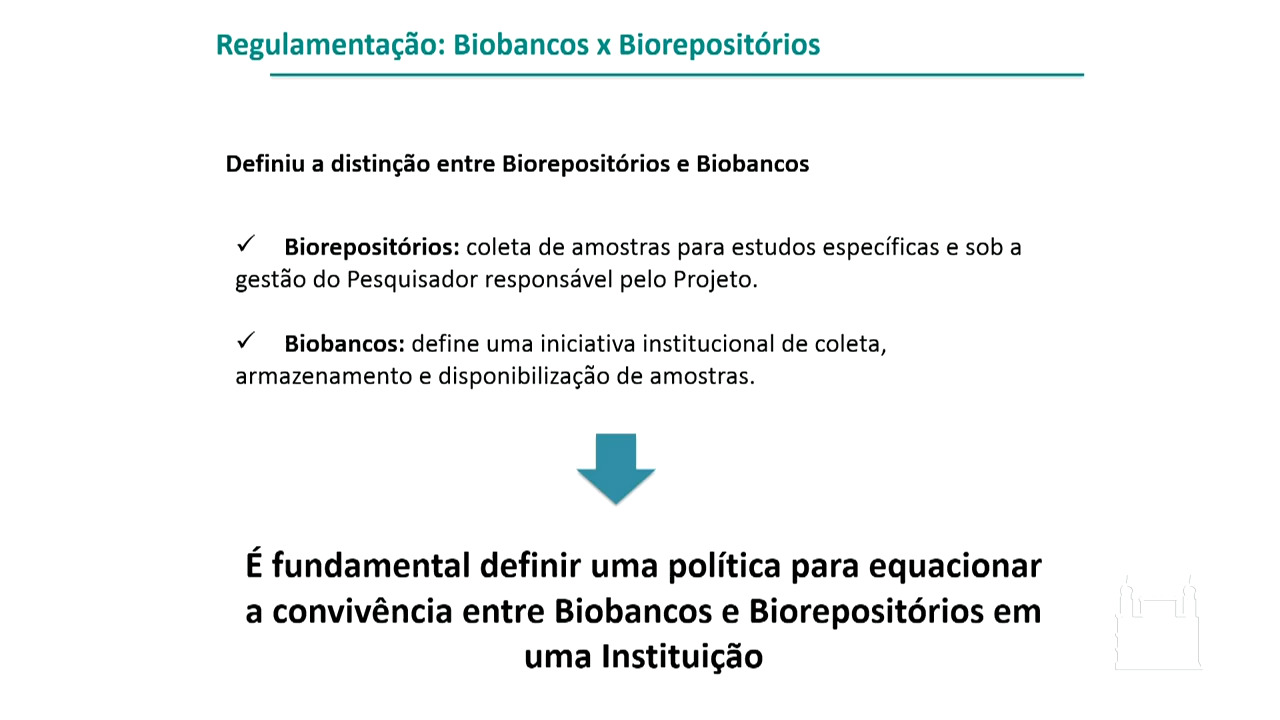 Regulamentação: Biobancos x Biorepositórios
Definiu a distinção entre Biorepositórios e Biobancos
✓ Biorepositórios: coleta de amostras para estudos específicas e sob a
gestão do Pesquisador responsável pelo Projeto.
✓ Biobancos: define uma iniciativa institucional de coleta,
armazenamento e disponibilização de amostras.
É fundamental definir uma política para equacionar
a convivência entre Biobancos e Biorepositórios em
uma Instituição